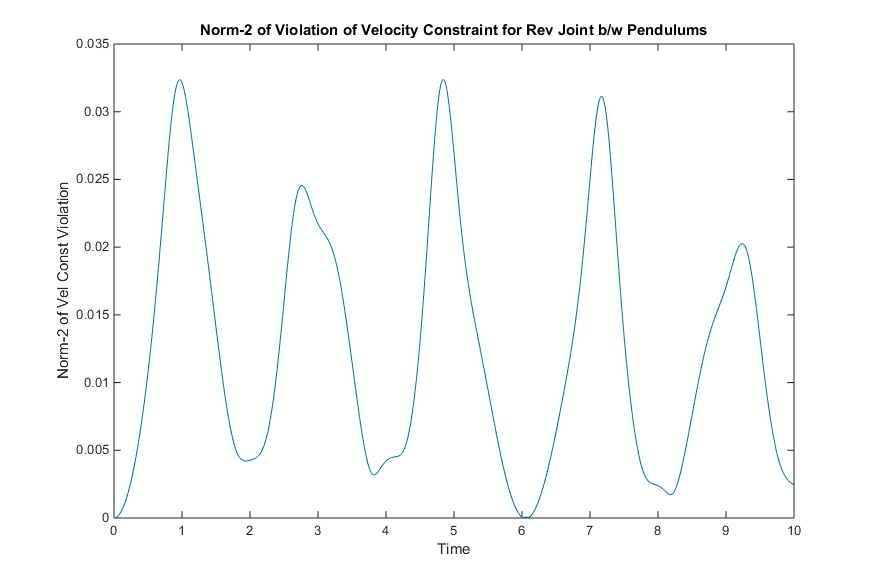 Norm-2 of Violation of Velocity Constraint for Rev Joint b/w Pendulums
Norm-2 of Vel Const Violation
0.035
0.03
0.025
0.02
0.015
0.01
0.005
0
0 1 2 3 4 5 6 7 8 9 10
Time